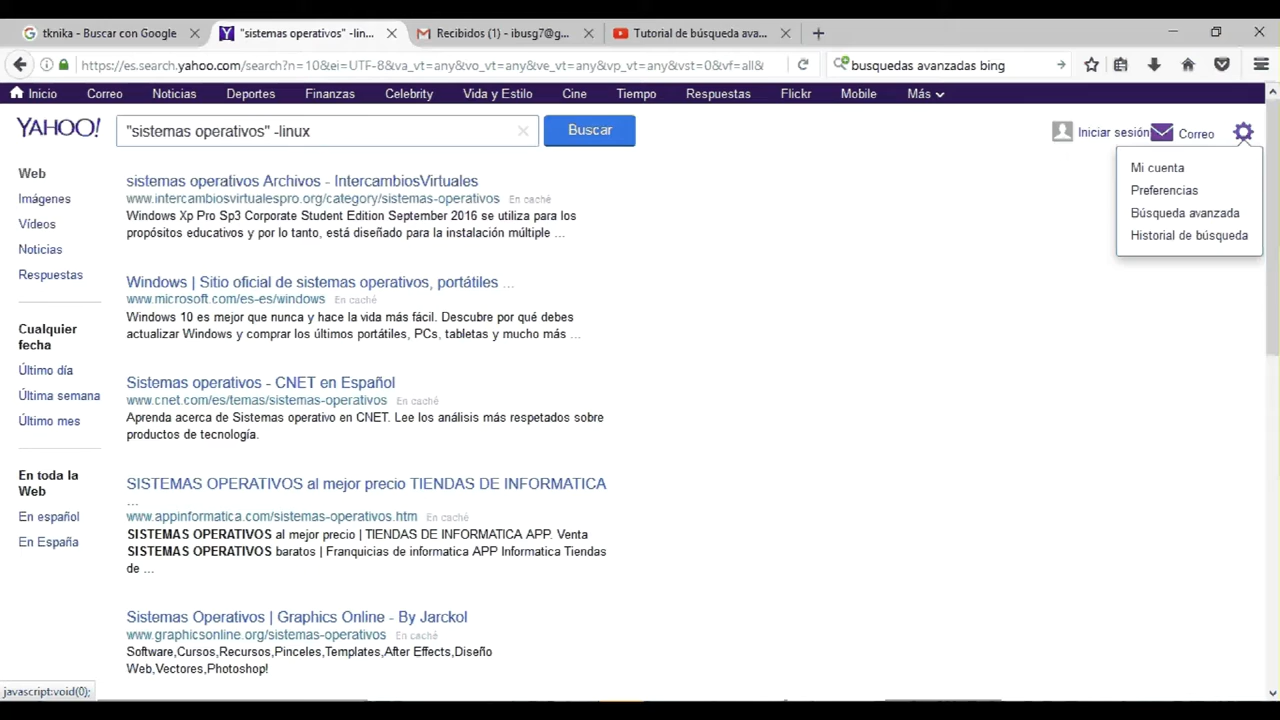 tknika - Buscar con Google
"sistemas operativos" -lin...
Recibidos (1) - ibusg7@g...
Tutorial de búsqueda ava...
https://es.search.yahoo.com/search?n=10&ei=UTF-8&va_vt=any&vo_vt=any&ve_vt=any&vp_vt=any&vst=0&vf=all&
busquedas avanzadas bing
Inicio Correo Noticias Deportes Finanzas Celebrity Vida y Estilo Cine Tiempo Respuestas Flickr Mobile Más
YAHOO!
"sistemas operativos" -linux
Buscar
Iniciar sesión
Correo
Mi cuenta
Preferencias
Búsqueda avanzada
Historial de búsqueda
Web
Imágenes
Vídeos
Noticias
Respuestas
Cualquier
fecha
Último día
Última semana
Último mes
En toda la
Web
En español
En España
sistemas operativos Archivos - IntercambiosVirtuales
www.intercambiosvirtualespro.org/category/sistemas-operativos En caché
Windows Xp Pro Sp3 Corporate Student Edition September 2016 se utiliza para los
propósitos educativos y por lo tanto, está diseñado para la instalación múltiple ...
Windows | Sitio oficial de sistemas operativos, portátiles ...
www.microsoft.com/es-es/windows En caché
Windows 10 es mejor que nunca y hace la vida más fácil. Descubre por qué debes
actualizar Windows y comprar los últimos portátiles, PCs, tabletas y mucho más ...
Sistemas operativos - CNET en Español
www.cnet.com/es/temas/sistemas-operativos En caché
Aprenda acerca de Sistemas operativo en CNET. Lee los análisis más respetados sobre
productos de tecnología.
SISTEMAS OPERATIVOS al mejor precio TIENDAS DE INFORMATICA
...
www.appinformatica.com/sistemas-operativos.htm En caché
SISTEMAS OPERATIVOS al mejor precio | TIENDAS DE INFORMATICA APP. Venta
SISTEMAS OPERATIVOS baratos | Franquicias de informatica APP Informatica Tiendas
de ...
Sistemas Operativos | Graphics Online - By Jarckol
www.graphicsonline.org/sistemas-operativos En caché
Software,Cursos,Recursos,Pinceles,Templates,After Effects,Diseño
Web,Vectores,Photoshop!
javascript:void(0);